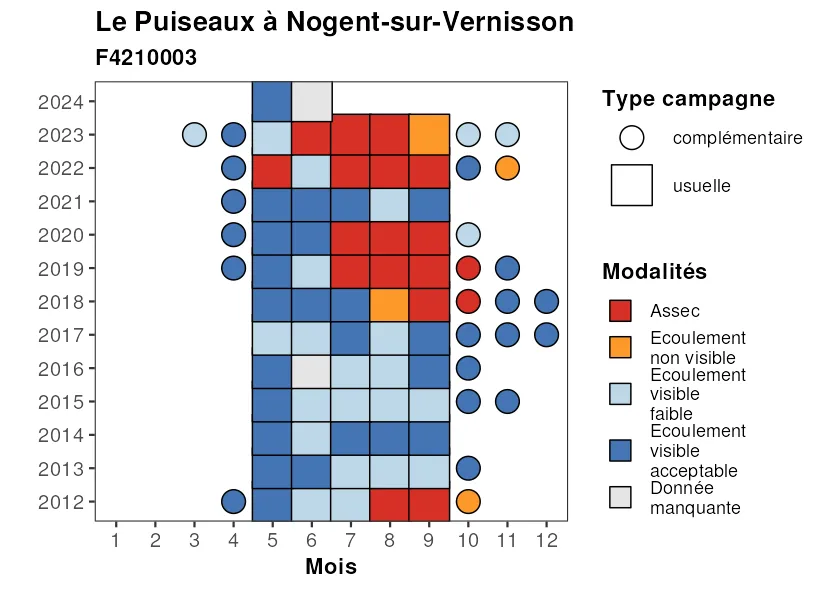 Le Puiseaux à Nogent-sur-Vernisson
F4210003
2024
2023
2022
2021
2020
2019
2018
2017
2016
2015
2014
2013
2012
1 2 3 4 5 6 7 8 9 10 11 12
Mois
Type campagne
complémentaire
usuelle
Modalités
Assec
Ecoulement
non visible
Ecoulement
visible
faible
Ecoulement
visible
acceptable
Donnée
manquante